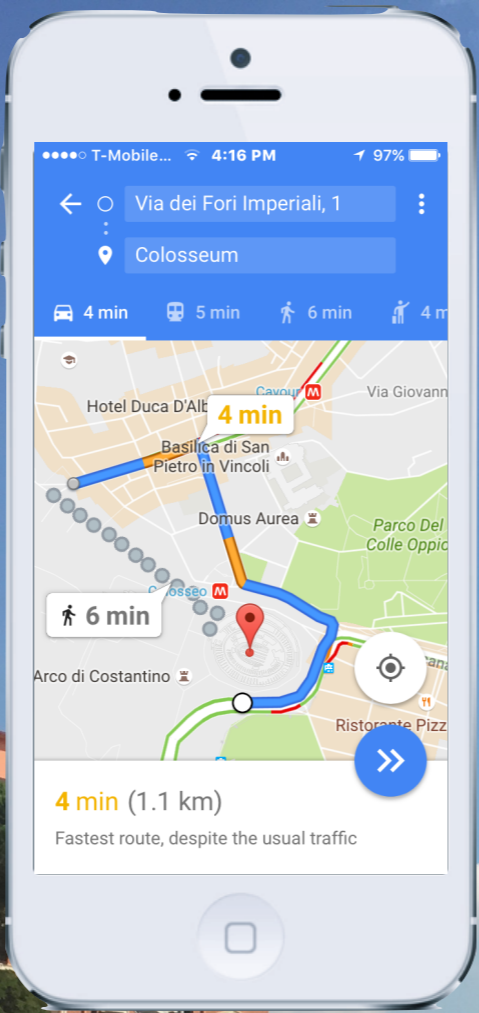 T-Mobile... 4:16 PM 97%
Via dei Fori Imperiali, 1
Colosseum
4 min 5 min 6 min 4 m
Cavour M
Via Giovann
Hotel Duca D'Alb
4 min
Basilica di San
Pietro in Vincoli
Domus Aurea
Parco Del
Colle Oppio
Colosseo M
6 min
Arco di Costantino
Ristorante Pizz
4 min (1.1 km)
Fastest route, despite the usual traffic